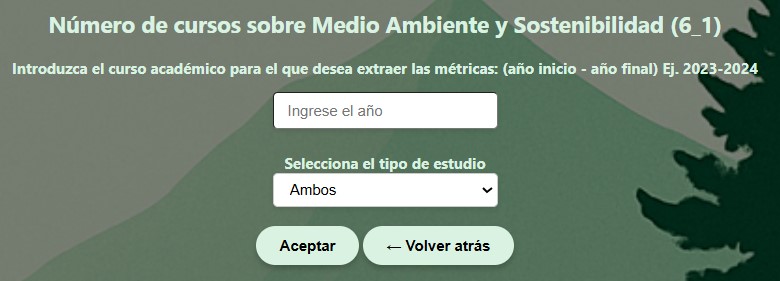 Número de cursos sobre Medio Ambiente y Sostenibilidad (6_1)
Introduzca el curso académico para el que desea extraer las métricas: (año inicio - año final) Ej. 2023-2024
Ingrese el año
Selecciona el tipo de estudio
Ambos
Aceptar
← Volver atrás